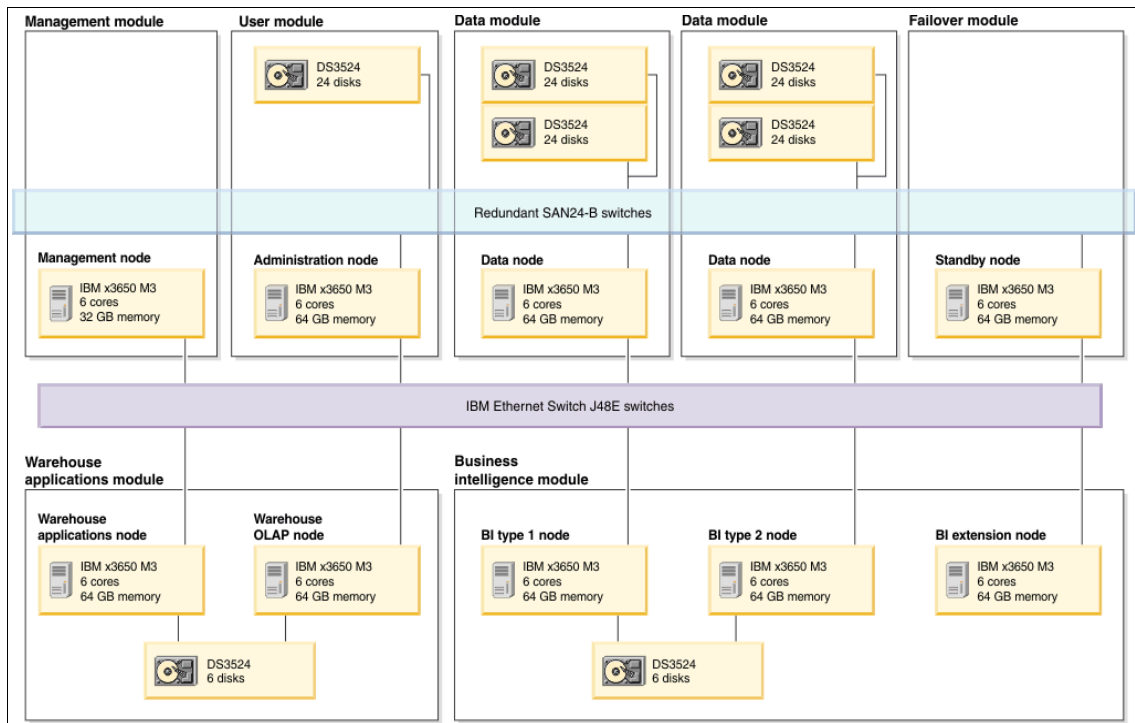 Management module
User module
Data module
Data module
Failover module
DS3524
24 disks
DS3524
24 disks
DS3524
24 disks
DS3524
24 disks
DS3524
24 disks
Redundant SAN24-B switches
Management node
IBM x3650 M3
6 cores
32 GB memory
Administration node
IBM x3650 M3
6 cores
64 GB memory
Data node
IBM x3650 M3
6 cores
64 GB memory
Data node
IBM x3650 M3
6 cores
64 GB memory
Standby node
IBM x3650 M3
6 cores
64 GB memory
IBM Ethernet Switch J48E switches
Warehouse
applications module
Warehouse
applications node
IBM x3650 M3
6 cores
64 GB memory
Warehouse
OLAP node
IBM x3650 M3
6 cores
64 GB memory
DS3524
6 disks
Business
intelligence module
BI type 1 node
IBM x3650 M3
6 cores
64 GB memory
BI type 2 node
IBM x3650 M3
6 cores
64 GB memory
BI extension node
IBM x3650 M3
6 cores
64 GB memory
DS3524
6 disks